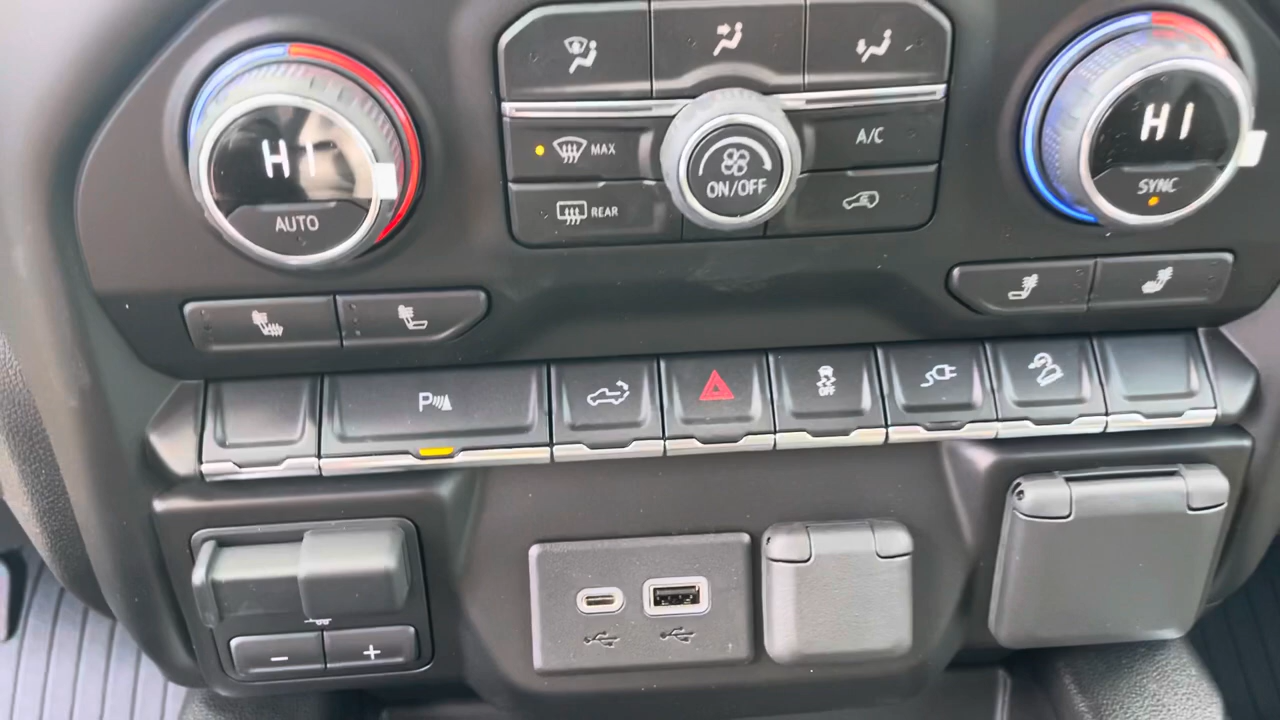 HI
AUTO
MAX
REAR
ON/OFF
A/C
HI
SYNC
P
OFF
- +